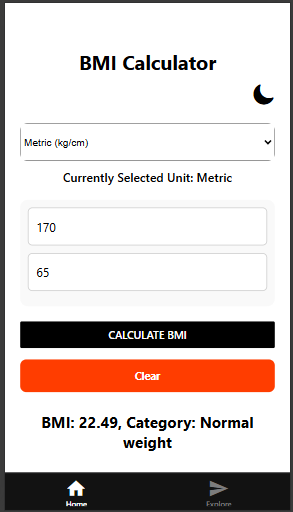 BMI Calculator
Metric (kg/cm)
Currently Selected Unit: Metric
170
65
CALCULATE BMI
Clear
BMI: 22.49, Category: Normal
weight
Home
Explore